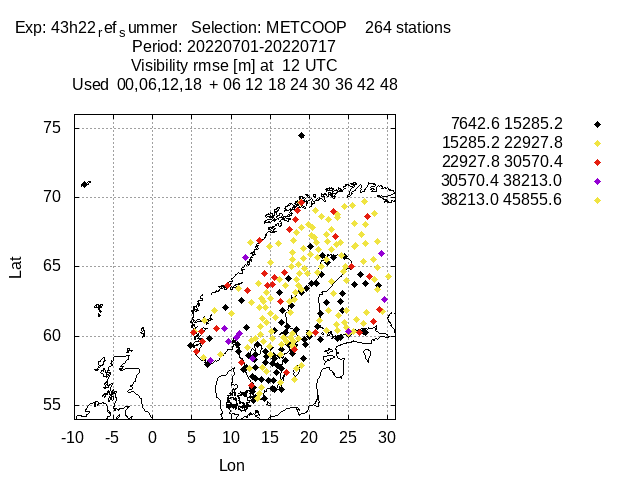 Exp: 43h22refsummer Selection: METCOOP 264 stations
Period: 20220701-20220717
Visibility rmse [m] at 12 UTC
Used 00,06,12,18 + 06 12 18 24 30 36 42 48
7642.6 15285.2
15285.2 22927.8
22927.8 30570.4
30570.4 38213.0
38213.0 45855.6
75
70
65
60
55
Lat
-10 -5 0 5 10 15 20 25 30
Lon